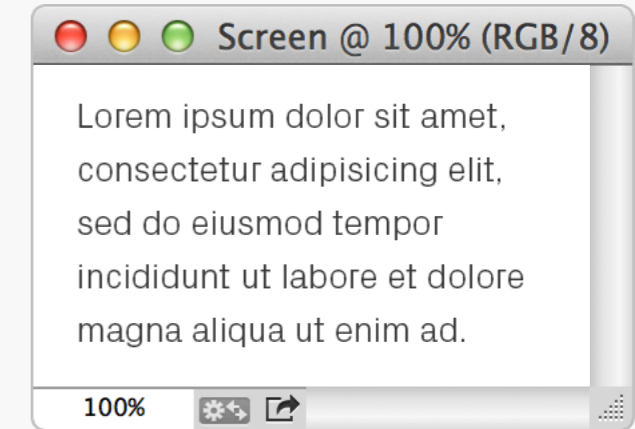 Screen @ 100% (RGB/8)
Lorem ipsum dolor sit amet,
consectetur adipisicing elit,
sed do eiusmod tempor
incididunt ut labore et dolore
magna aliqua ut enim ad.
100%